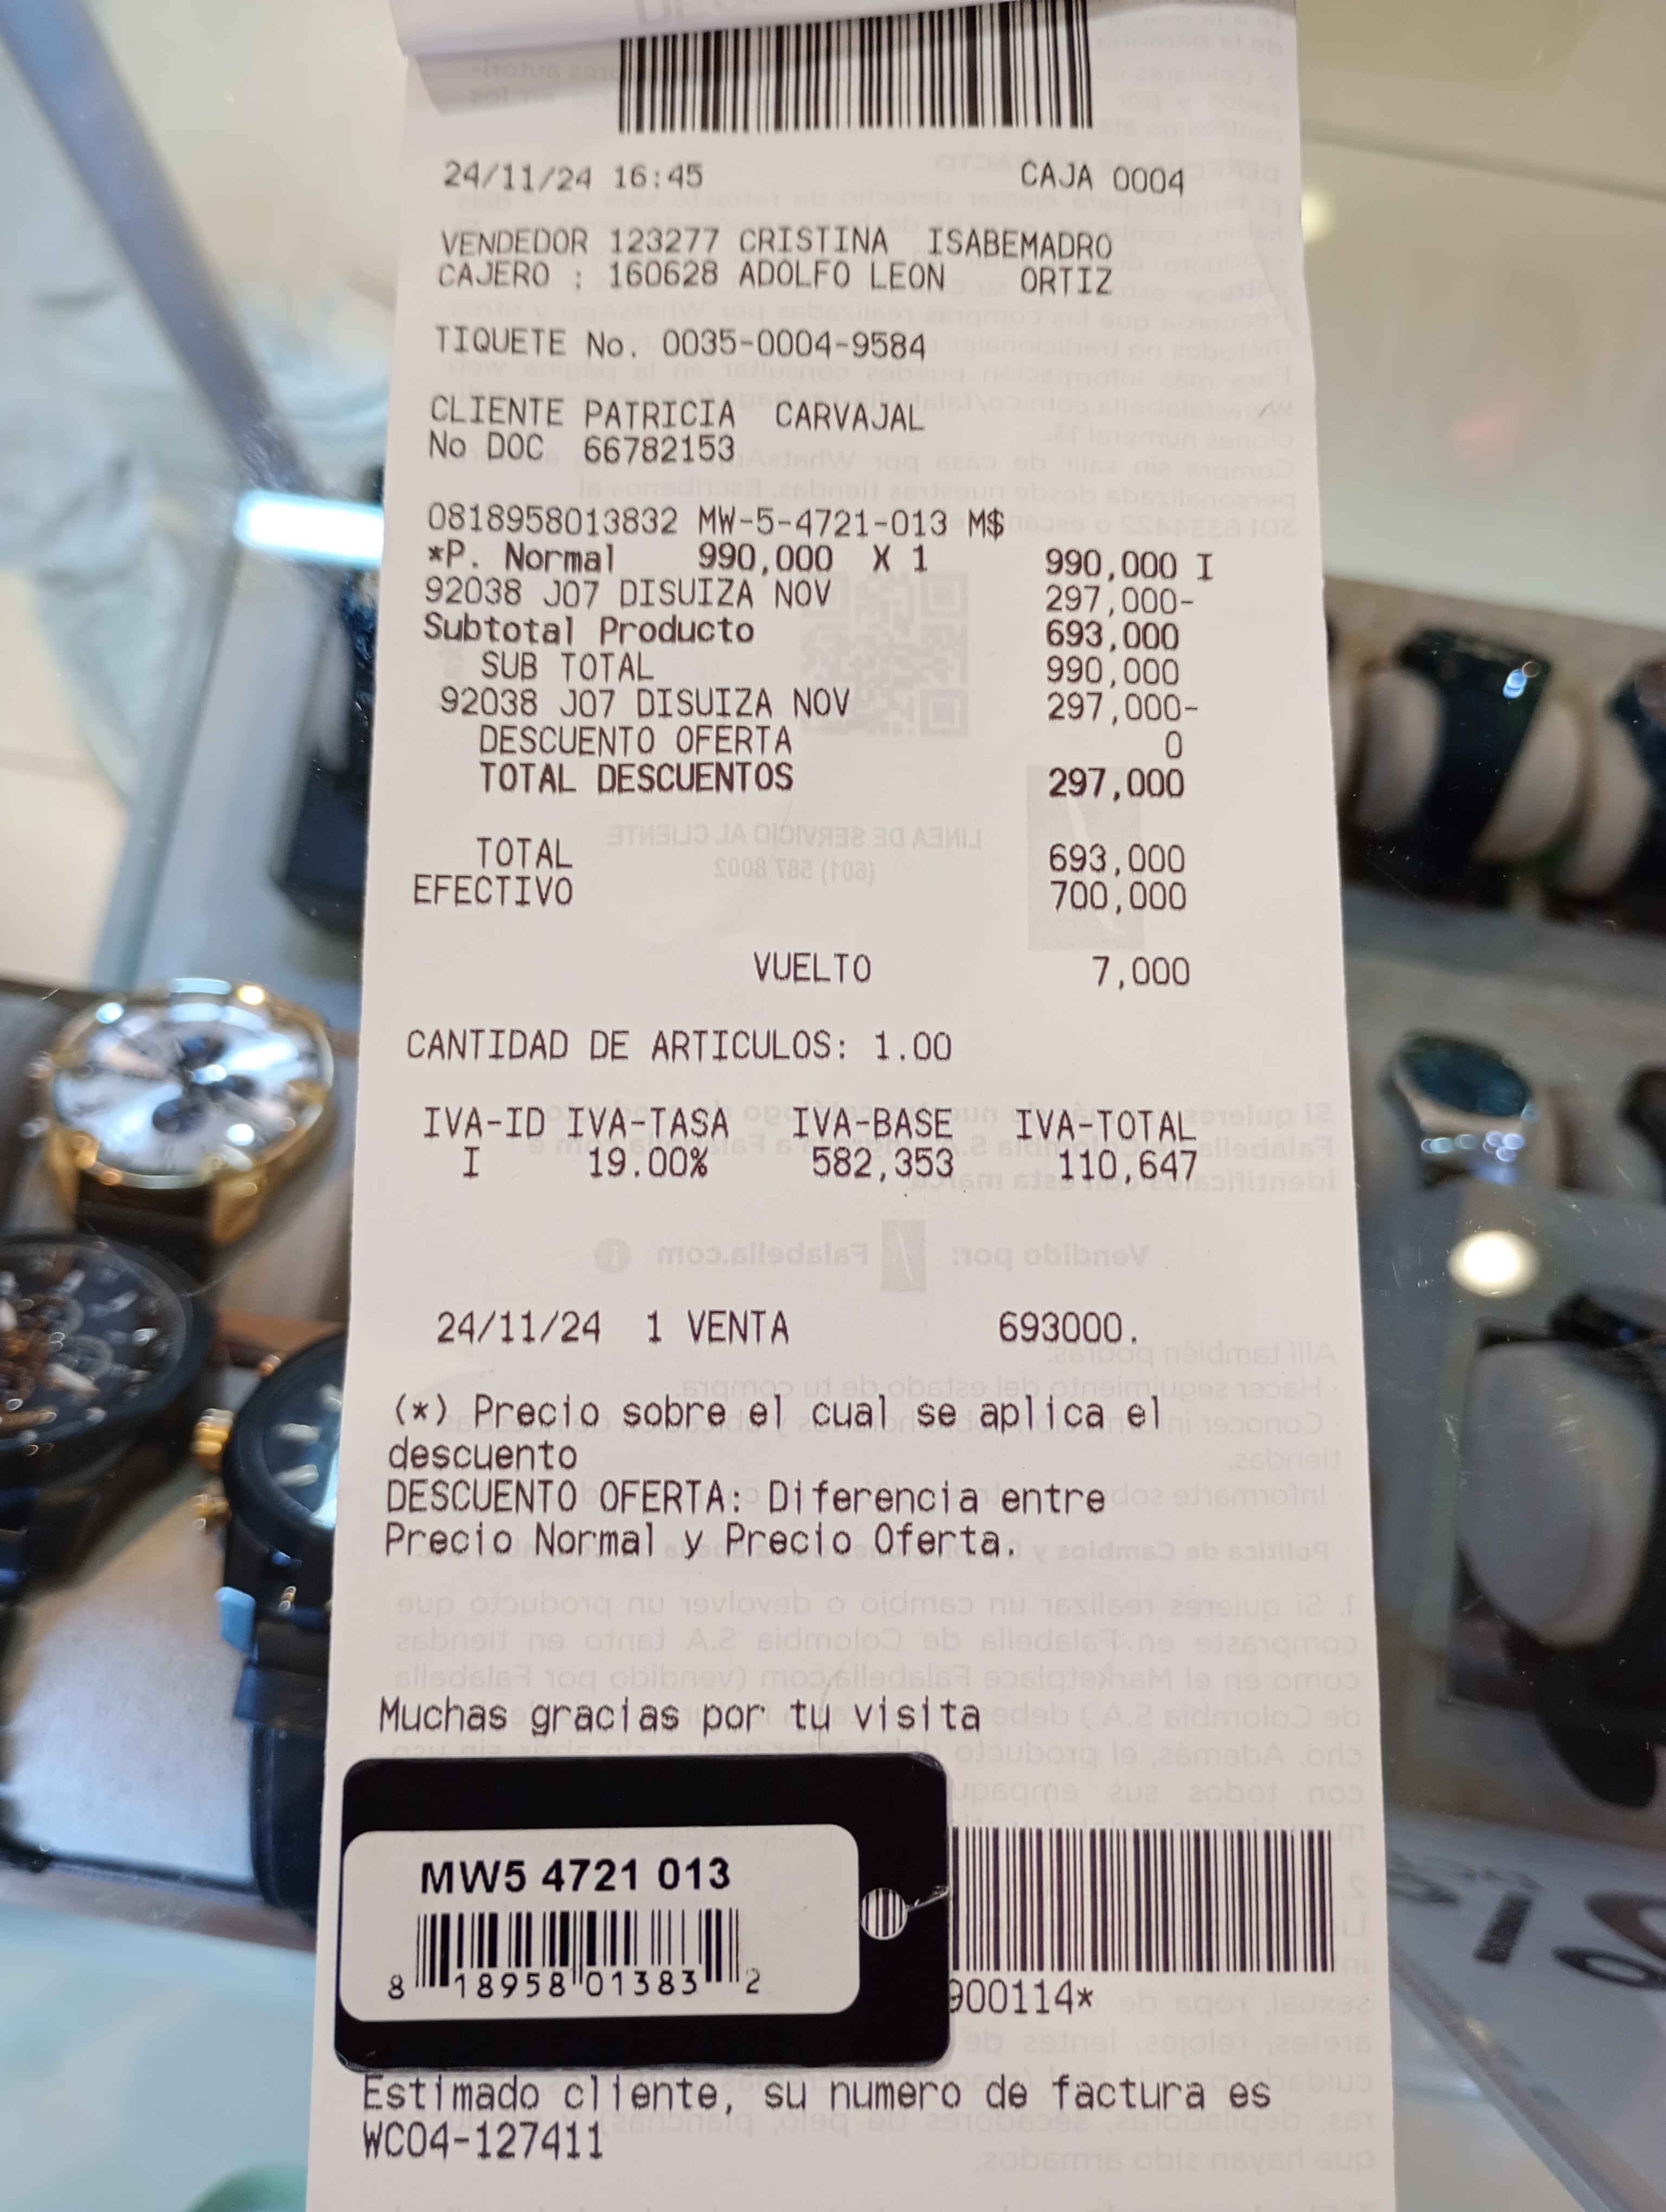 24/11/24 16:45 CAJA 0004
VENDEDOR 123277 CRISTINA ISABEMADRO
CAJERO : 160628 ADOLFO LEON ORTIZ
TIQUETE No. 0035-0004-9584
CLIENTE PATRICIA CARVAJAL
No DOC 66782153
0818958013832 MW-5-4721-013 M$
*P. Normal 990,000 X 1 990,000 I
92038 J07 DISUIZA NOV 297,000-
Subtotal Producto 693,000
SUB TOTAL 990,000
92038 J07 DISUIZA NOV 297,000-
DESCUENTO OFERTA 0
TOTAL DESCUENTOS 297,000
TOTAL 693,000
EFECTIVO 700,000
VUELTO 7,000
CANTIDAD DE ARTICULOS: 1.00
IVA-ID IVA-TASA IVA-BASE IVA-TOTAL
I 19.00% 582,353 110,647
24/11/24 1 VENTA 693000.
(*) Precio sobre el cual se aplica el
descuento
DESCUENTO OFERTA: Diferencia entre
Precio Normal y Precio Oferta.
Muchas gracias por tu visita
MW5 4721 013
8 18958 01383 2
900114*
Estimado cliente, su numero de factura es
WC04-127411